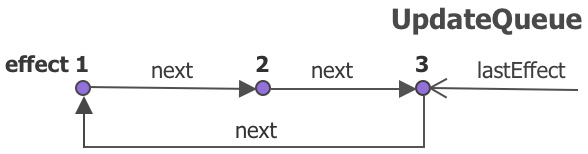 UpdateQueue
effect 1
2
3
next
next
lastEffect
next